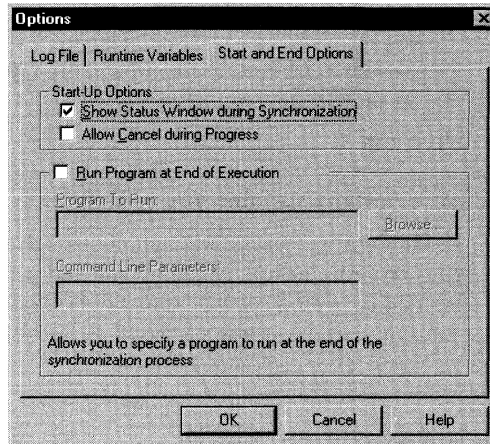 Options
Log File | Runtime Variables | Start and End Options
Start-Up Options
Show Status Window during Synchronization
Allow Cancel during Progress
Run Program at End of Execution
Program To Run:
Browse...
Command Line Parameters:
Allows you to specify a program to run at the end of the
synchronization process
OK Cancel Help